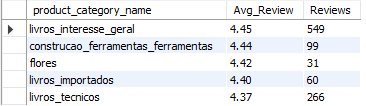 product_category_name Avg_Review Reviews
livros_interesse_geral 4.45 549
construcao_ferramentas_ferramentas 4.44 99
flores 4.42 31
livros_importados 4.40 60
livros_tecnicos 4.37 266